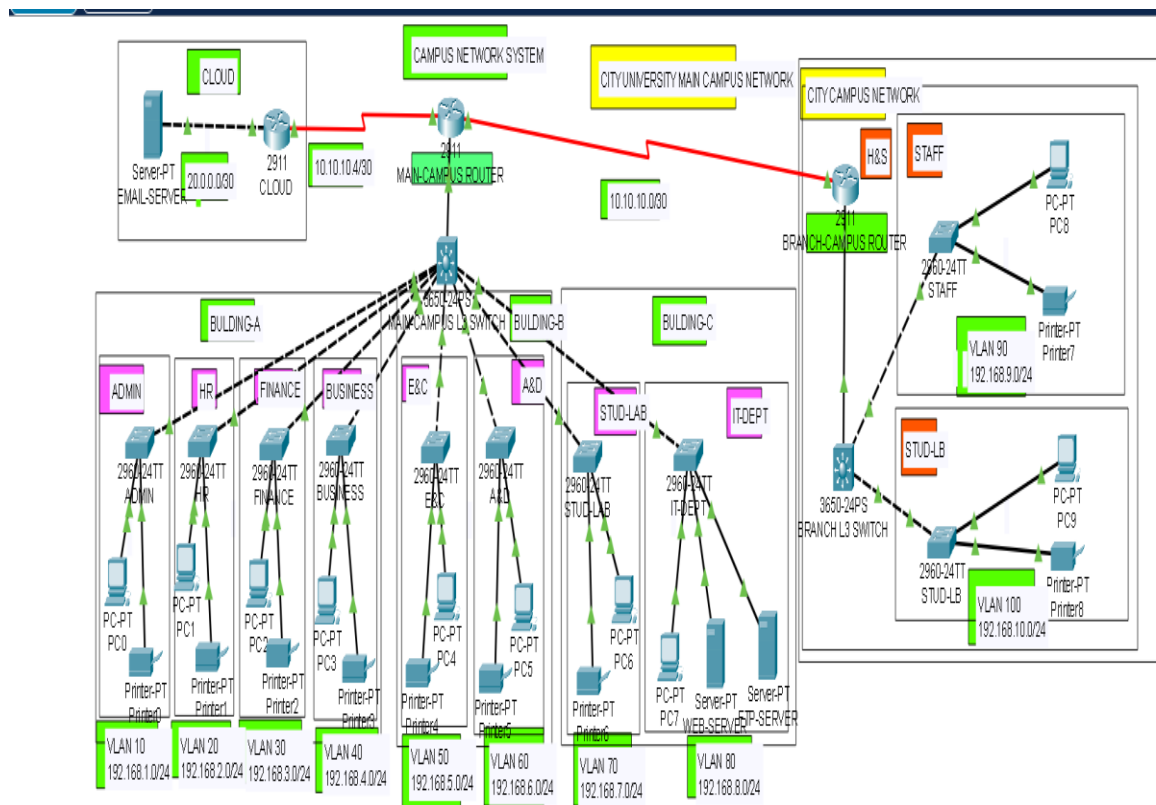 CAMPUS NETWORK SYSTEM
CITY UNIVERSITY MAIN CAMPUS NETWORK
CITY CAMPUS NETWORK
CLOUD
Server-PT
EMAIL-SERVER
20.0.0.0/30
2911
CLOUD
10.10.10.4/30
2911
MAIN-CAMPUS ROUTER
10.10.10.0/30
H&S
2911
BRANCH-CAMPUS ROUTER
STAFF
PC-PT
PC8
2960-24TT
STAFF
Printer-PT
Printer7
VLAN 90
192.168.9.0/24
3650-24PS
MAIN-CAMPUS L3 SWITCH
BULDING-A
BULDING-B
BULDING-C
ADMIN
HR
FINANCE
BUSINESS
E&C
A&D
STUD-LAB
IT-DEPT
2960-24TT
ADMIN
2960-24TT
HR
2960-24TT
FINANCE
2960-24TT
BUSINESS
2960-24TT
E&C
2960-24TT
A&D
2960-24TT
STUD-LAB
2960-24TT
IT-DEPT
3650-24PS
BRANCH L3 SWITCH
STUD-LB
PC-PT
PC9
2960-24TT
STUD-LB
Printer-PT
Printer8
VLAN 100
192.168.10.0/24
PC-PT
PC0
PC-PT
PC1
PC-PT
PC2
PC-PT
PC3
PC-PT
PC4
PC-PT
PC5
PC-PT
PC6
PC-PT
PC7
Server-PT
WEB-SERVER
Server-PT
FTP-SERVER
Printer-PT
Printer0
Printer-PT
Printer1
Printer-PT
Printer2
Printer-PT
Printer3
Printer-PT
Printer4
Printer-PT
Printer5
Printer-PT
Printer6
VLAN 10
192.168.1.0/24
VLAN 20
192.168.2.0/24
VLAN 30
192.168.3.0/24
VLAN 40
192.168.4.0/24
VLAN 50
192.168.5.0/24
VLAN 60
192.168.6.0/24
VLAN 70
192.168.7.0/24
VLAN 80
192.168.8.0/24